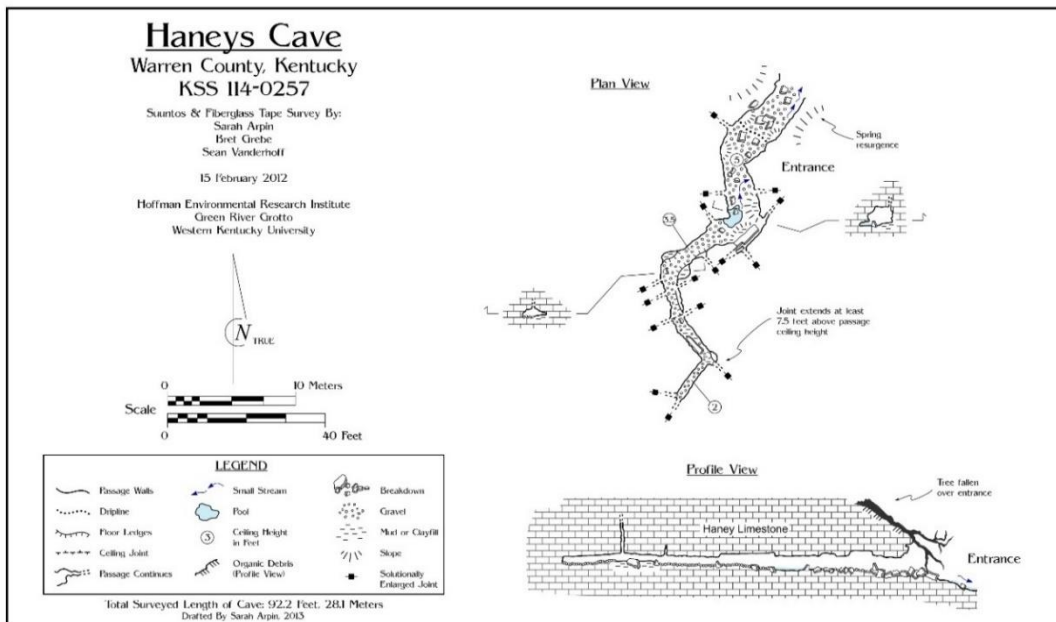 Haneys Cave
Warren County, Kentucky
KSS 114-0257
Suuntos & Fiberglass Tape Survey By:
Sarah Arpin
Bret Grebe
Sean Vanderhoff
15 February 2012
Hoffman Environmental Research Institute
Green River Grotto
Western Kentucky University
N
TRUE
0
10 Meters
Scale
0
40 Feet
LEGEND
Passage Walls
Small Stream
Breakdown
Dripline
Pool
Gravel
Floor Ledges
3
Ceiling Height
in Feet
Mud or Clayfill
Ceiling Joint
Slope
Passage Continues
Organic Debris
(Profile View)
Solutionally
Enlarged Joint
Total Surveyed Length of Cave: 92.2 Feet, 28.1 Meters
Drafted By Sarah Arpin, 2013
Plan View
Spring
resurgence
Entrance
5
3.5
Joint extends at least
7.5 feet above passage
ceiling height
2
Profile View
Tree fallen
over entrance
Haney Limestone
Entrance